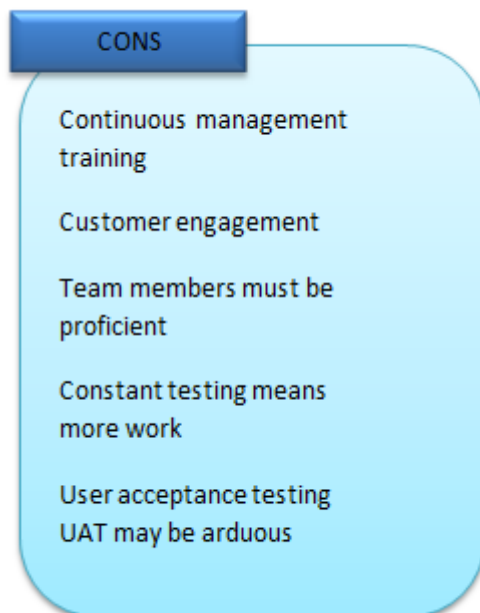 CONS
Continuous management
training
Customer engagement
Team members must be
proficient
Constant testing means
more work
User acceptance testing
UAT may be arduous